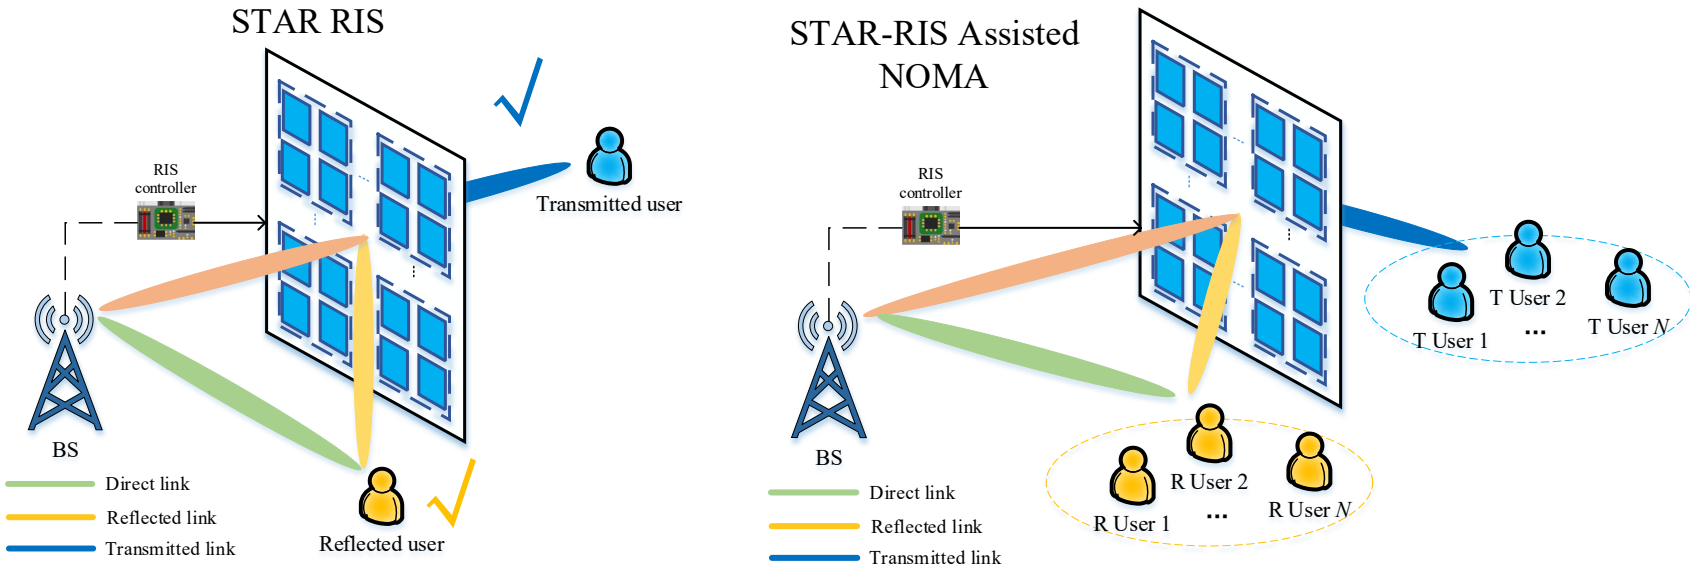 STAR RIS
RIS
controller
Transmitted user
BS
Direct link
Reflected link
Transmitted link
Reflected user
STAR-RIS Assisted
NOMA
RIS
controller
T User 1
T User 2
...
T User N
BS
R User 1
R User 2
...
R User N
Direct link
Reflected link
Transmitted link